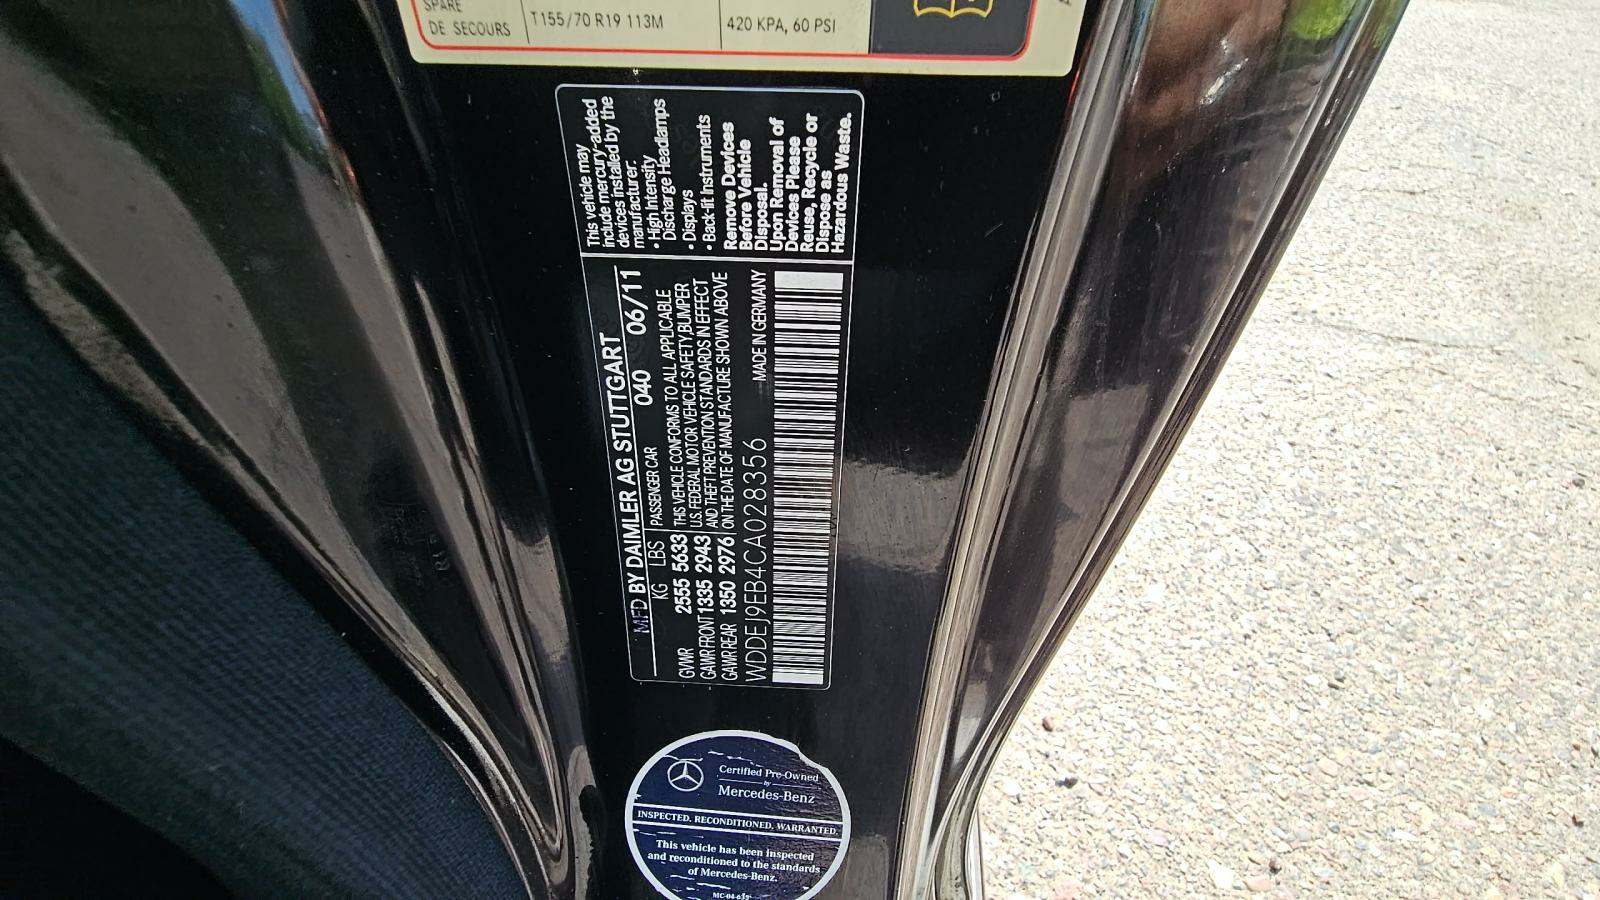 SPARE
DE SECOURS
T155/70 R19 113M
420 KPA, 60 PSI
This vehicle may
include mercury-added
devices installed by the
manufacturer:
• High Intensity
Discharge Headlamps
• Displays
• Back-fit Instruments
Remove Devices
Before Vehicle
Disposal.
Upon Removal of
Devices Please
Reuse, Recycle or
Dispose as
Hazardous Waste.
MFD BY DAIMLER AG STUTTGART
KG LBS PASSENGER CAR 040 06/11
GVWR 2555 5633
GAWR FRONT 1335 2943
GAWR REAR 1350 2976
THIS VEHICLE CONFORMS TO ALL APPLICABLE
U.S. FEDERAL MOTOR VEHICLE SAFETY,BUMPER
AND THEFT PREVENTION STANDARDS IN EFFECT
ON THE DATE OF MANUFACTURE SHOWN ABOVE
WDDEJ9EB4CA028356 MADE IN GERMANY
Certified Pre-Owned
by
Mercedes-Benz
INSPECTED. RECONDITIONED. WARRANTED.
This vehicle has been inspected
and reconditioned to the standards
of Mercedes-Benz.